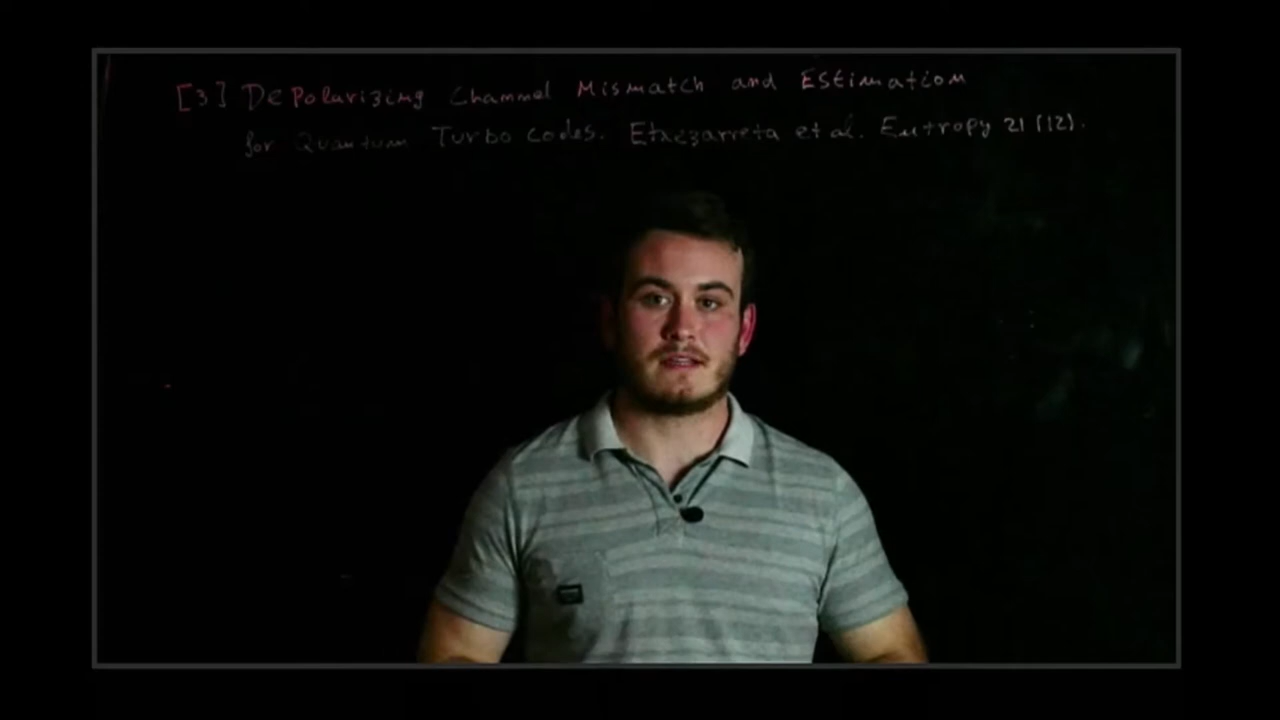 [3] Depolarizing Channel Mismatch and EStimation
for Quantum Turbo codes. Etxezarreta et al. Entropy 21 (12).